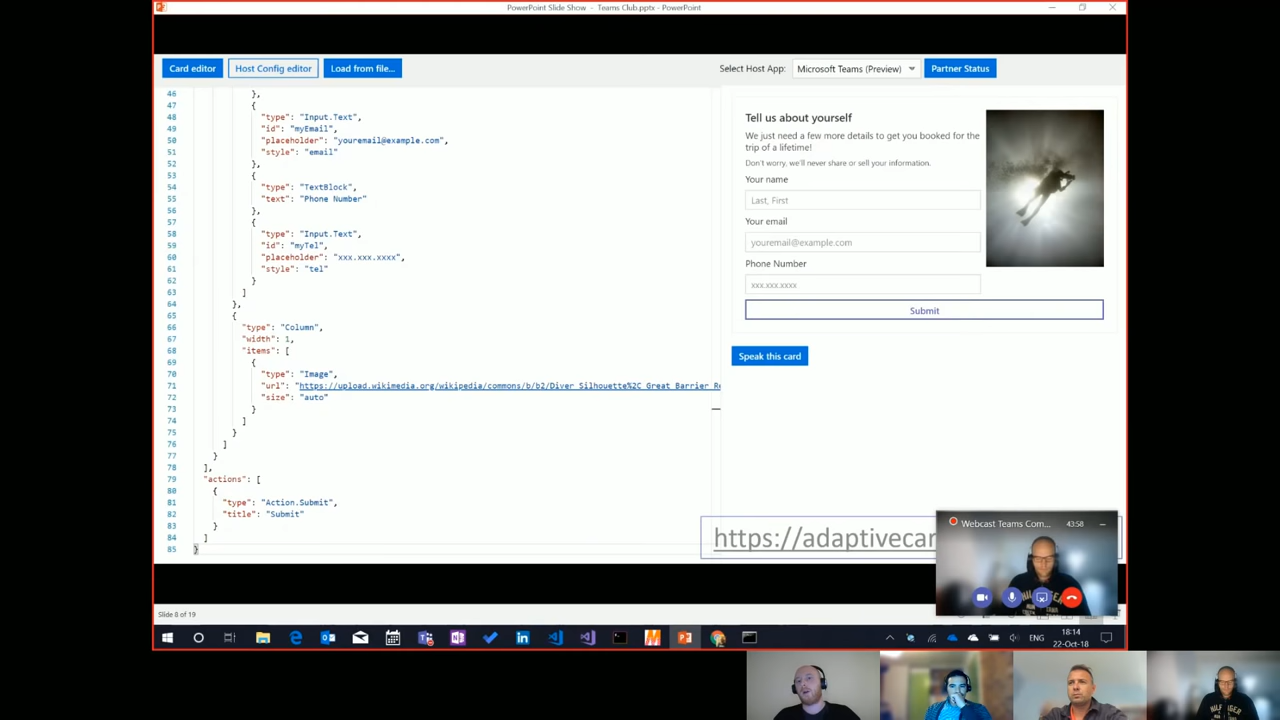 PowerPoint Slide Show - Teams Club.pptx - PowerPoint
Card editor
Host Config editor
Load from file...
Select Host App:
Microsoft Teams (Preview)
Partner Status
46 },
47 {
48 "type": "Input.Text",
49 "id": "myEmail",
50 "placeholder": "youremail@example.com",
51 "style": "email"
52 },
53 {
54 "type": "TextBlock",
55 "text": "Phone Number"
56 },
57 {
58 "type": "Input.Text",
59 "id": "myTel",
60 "placeholder": "xxx.xxx.xxxx",
61 "style": "tel"
62 }
63 ]
64 },
65 {
66 "type": "Column",
67 "width": 1,
68 "items": [
69 {
70 "type": "Image",
71 "url": "https://upload.wikimedia.org/wikipedia/commons/b/b2/Diver_Silhouette%2C_Great_Barrier_Re
72 "size": "auto"
73 }
74 ]
75 }
76 ]
77 }
78 ],
79 "actions": [
80 {
81 "type": "Action.Submit",
82 "title": "Submit"
83 }
84 ]
85 }
Tell us about yourself
We just need a few more details to get you booked for the
trip of a lifetime!
Don't worry, we'll never share or sell your information.
Your name
Last, First
Your email
youremail@example.com
Phone Number
xxx.xxx.xxxx
Submit
Speak this card
https://adaptivecar
Webcast Teams Com...
43:58
Slide 8 of 19
ENG
18:14
22-Oct-18